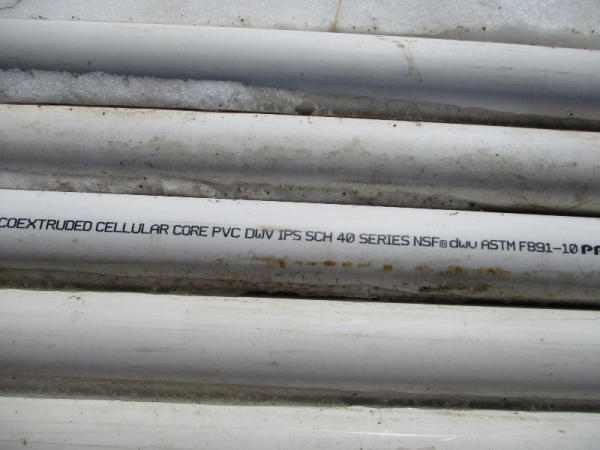 COEXTRUDED CELLULAR CORE PVC DWV IPS SCH 40 SERIES NSF® dwv ASTM F891-10